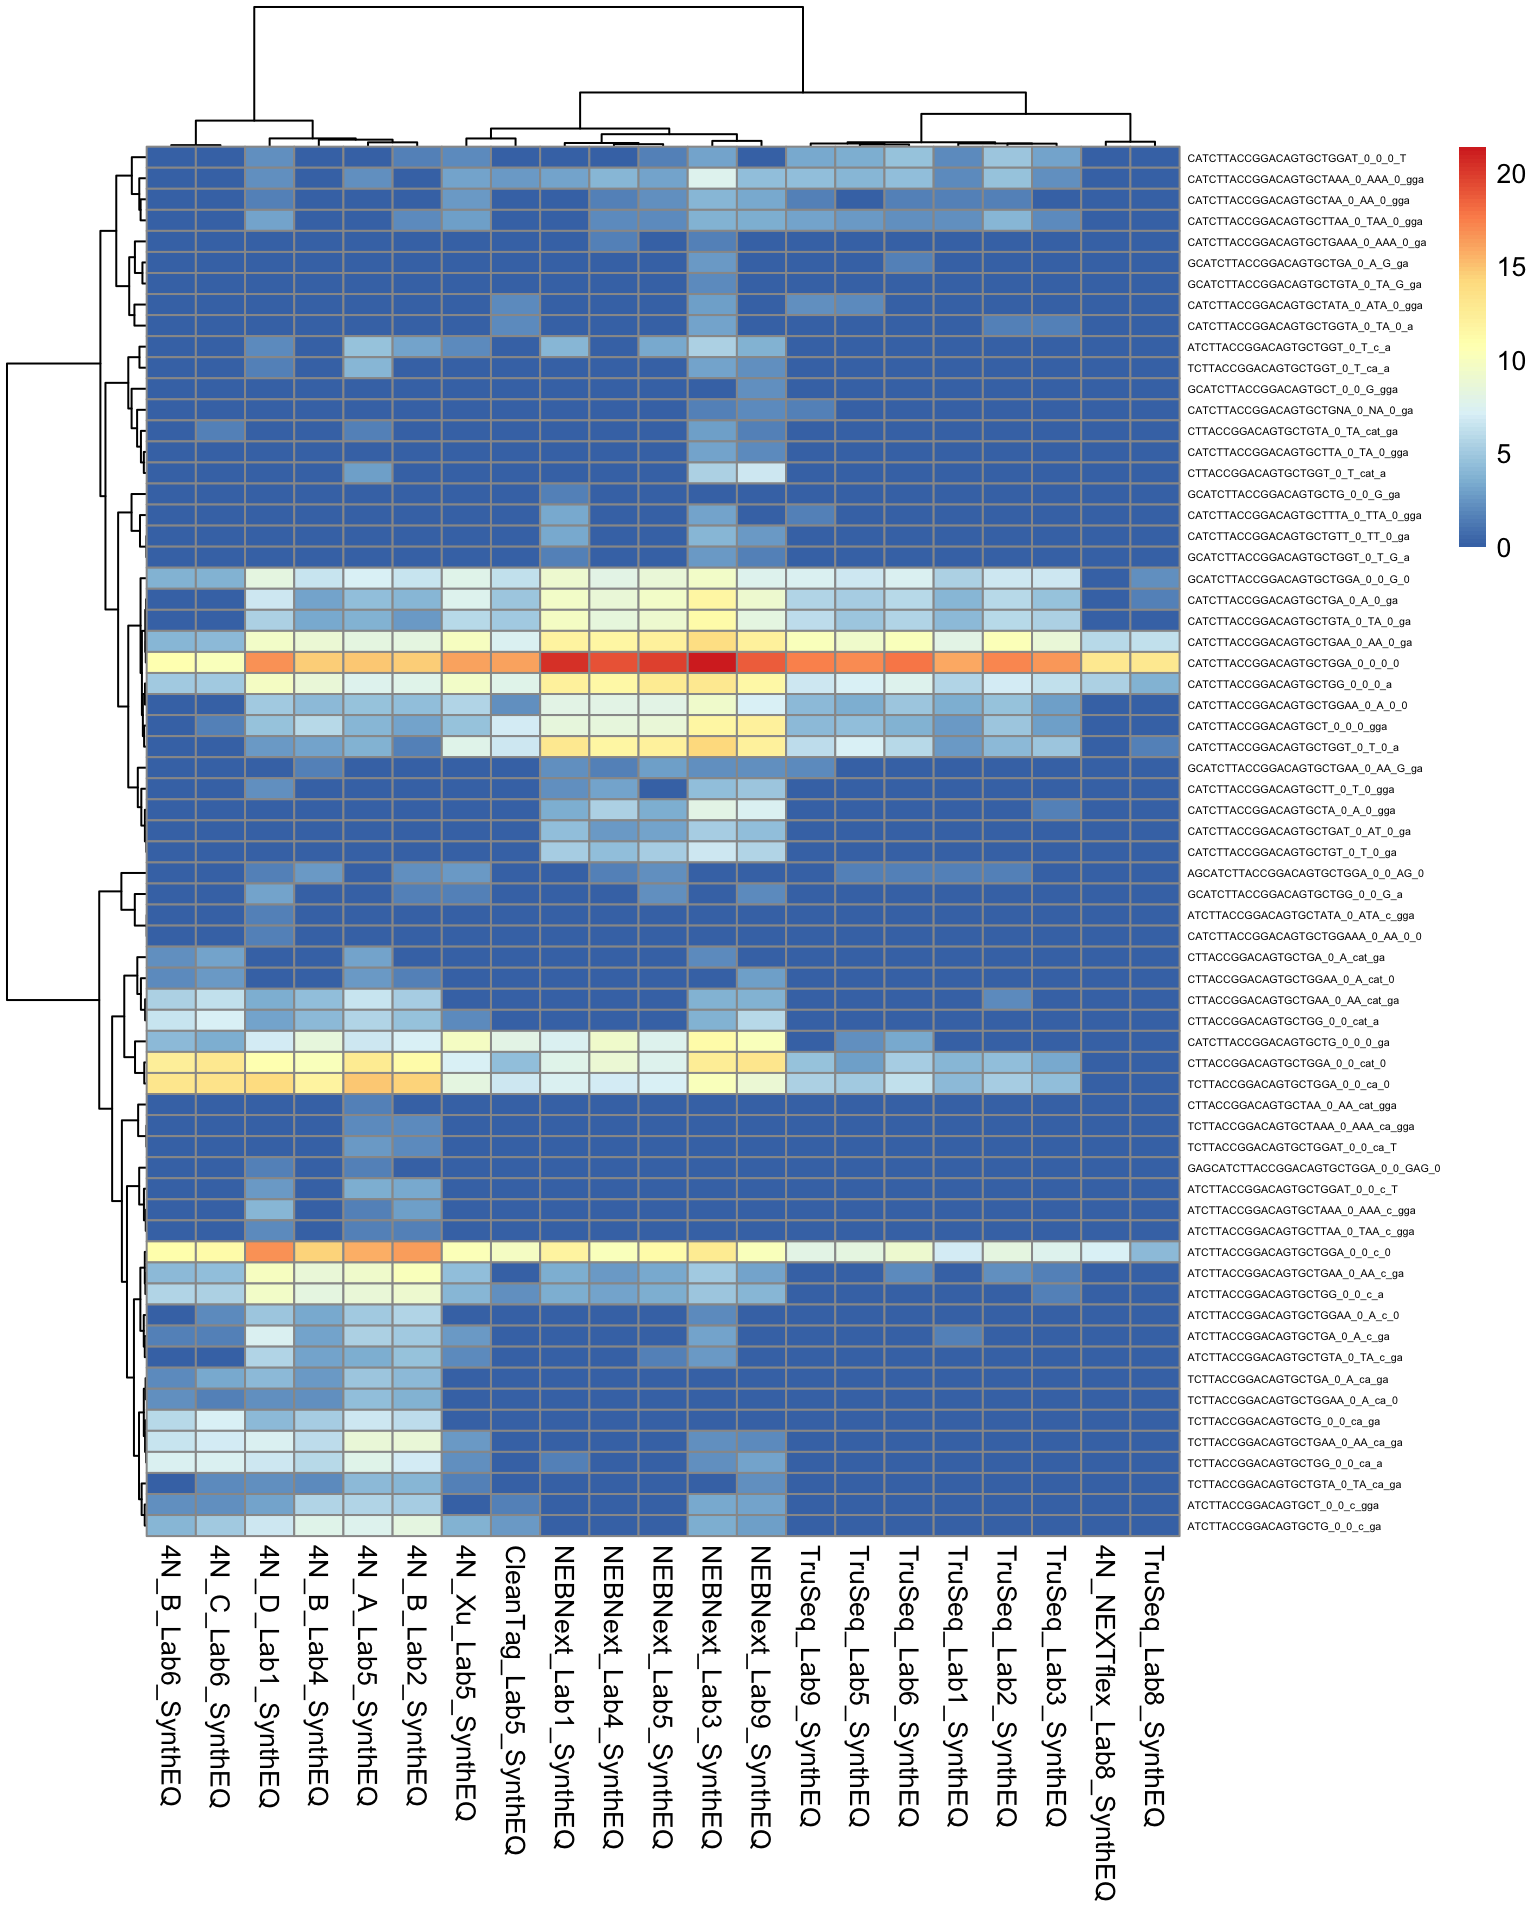 CATCTTACCGGACAGTGCTGGAT_0_0_0_T
CATCTTACCGGACAGTGCTAAA_0_AAA_0_gga
CATCTTACCGGACAGTGCTAA_0_AA_0_gga
CATCTTACCGGACAGTGCTTAA_0_TAA_0_gga
CATCTTACCGGACAGTGCTGAAA_0_AAA_0_ga
GCATCTTACCGGACAGTGCTGA_0_A_G_ga
GCATCTTACCGGACAGTGCTGTA_0_TA_G_ga
CATCTTACCGGACAGTGCTATA_0_ATA_0_gga
CATCTTACCGGACAGTGCTGGTA_0_TA_0_a
ATCTTACCGGACAGTGCTGGT_0_T_c_a
TCTTACCGGACAGTGCTGGT_0_T_ca_a
GCATCTTACCGGACAGTGCT_0_0_G_gga
CATCTTACCGGACAGTGCTGNA_0_NA_0_ga
CTTACCGGACAGTGCTGTA_0_TA_cat_ga
CATCTTACCGGACAGTGCTTA_0_TA_0_gga
CTTACCGGACAGTGCTGGT_0_T_cat_a
GCATCTTACCGGACAGTGCTG_0_0_G_ga
CATCTTACCGGACAGTGCTTTA_0_TTA_0_gga
CATCTTACCGGACAGTGCTGTT_0_TT_0_ga
GCATCTTACCGGACAGTGCTGGT_0_T_G_a
GCATCTTACCGGACAGTGCTGGA_0_0_G_0
CATCTTACCGGACAGTGCTGA_0_A_0_ga
CATCTTACCGGACAGTGCTGTA_0_TA_0_ga
CATCTTACCGGACAGTGCTGAA_0_AA_0_ga
CATCTTACCGGACAGTGCTGGA_0_0_0_0
CATCTTACCGGACAGTGCTGG_0_0_0_a
CATCTTACCGGACAGTGCTGGAA_0_A_0_0
CATCTTACCGGACAGTGCT_0_0_0_gga
CATCTTACCGGACAGTGCTGGT_0_T_0_a
GCATCTTACCGGACAGTGCTGAA_0_AA_G_ga
CATCTTACCGGACAGTGCTT_0_T_0_gga
CATCTTACCGGACAGTGCTA_0_A_0_gga
CATCTTACCGGACAGTGCTGAT_0_AT_0_ga
CATCTTACCGGACAGTGCTGT_0_T_0_ga
AGCATCTTACCGGACAGTGCTGGA_0_0_AG_0
GCATCTTACCGGACAGTGCTGG_0_0_G_a
ATCTTACCGGACAGTGCTATA_0_ATA_c_gga
CATCTTACCGGACAGTGCTGGAAA_0_AA_0_0
CTTACCGGACAGTGCTGA_0_A_cat_ga
CTTACCGGACAGTGCTGGAA_0_A_cat_0
CTTACCGGACAGTGCTGAA_0_AA_cat_ga
CTTACCGGACAGTGCTGG_0_0_cat_a
CATCTTACCGGACAGTGCTG_0_0_0_ga
CTTACCGGACAGTGCTGGA_0_0_cat_0
TCTTACCGGACAGTGCTGGA_0_0_ca_0
CTTACCGGACAGTGCTAA_0_AA_cat_gga
TCTTACCGGACAGTGCTAAA_0_AAA_ca_gga
TCTTACCGGACAGTGCTGGAT_0_0_ca_T
GAGCATCTTACCGGACAGTGCTGGA_0_0_GAG_0
ATCTTACCGGACAGTGCTGGAT_0_0_c_T
ATCTTACCGGACAGTGCTAAA_0_AAA_c_gga
ATCTTACCGGACAGTGCTTAA_0_TAA_c_gga
ATCTTACCGGACAGTGCTGGA_0_0_c_0
ATCTTACCGGACAGTGCTGAA_0_AA_c_ga
ATCTTACCGGACAGTGCTGG_0_0_c_a
ATCTTACCGGACAGTGCTGGAA_0_A_c_0
ATCTTACCGGACAGTGCTGA_0_A_c_ga
ATCTTACCGGACAGTGCTGTA_0_TA_c_ga
TCTTACCGGACAGTGCTGA_0_A_ca_ga
TCTTACCGGACAGTGCTGGAA_0_A_ca_0
TCTTACCGGACAGTGCTG_0_0_ca_ga
TCTTACCGGACAGTGCTGAA_0_AA_ca_ga
TCTTACCGGACAGTGCTGG_0_0_ca_a
TCTTACCGGACAGTGCTGTA_0_TA_ca_ga
ATCTTACCGGACAGTGCT_0_0_c_gga
ATCTTACCGGACAGTGCTG_0_0_c_ga
20
15
10
5
0
4N_B_Lab6_SynthEQ
4N_C_Lab6_SynthEQ
4N_D_Lab1_SynthEQ
4N_B_Lab4_SynthEQ
4N_A_Lab5_SynthEQ
4N_B_Lab2_SynthEQ
4N_Xu_Lab5_SynthEQ
CleanTag_Lab5_SynthEQ
NEBNext_Lab1_SynthEQ
NEBNext_Lab4_SynthEQ
NEBNext_Lab5_SynthEQ
NEBNext_Lab3_SynthEQ
NEBNext_Lab9_SynthEQ
TruSeq_Lab9_SynthEQ
TruSeq_Lab5_SynthEQ
TruSeq_Lab6_SynthEQ
TruSeq_Lab1_SynthEQ
TruSeq_Lab2_SynthEQ
TruSeq_Lab3_SynthEQ
4N_NEXTflex_Lab8_SynthEQ
TruSeq_Lab8_SynthEQ